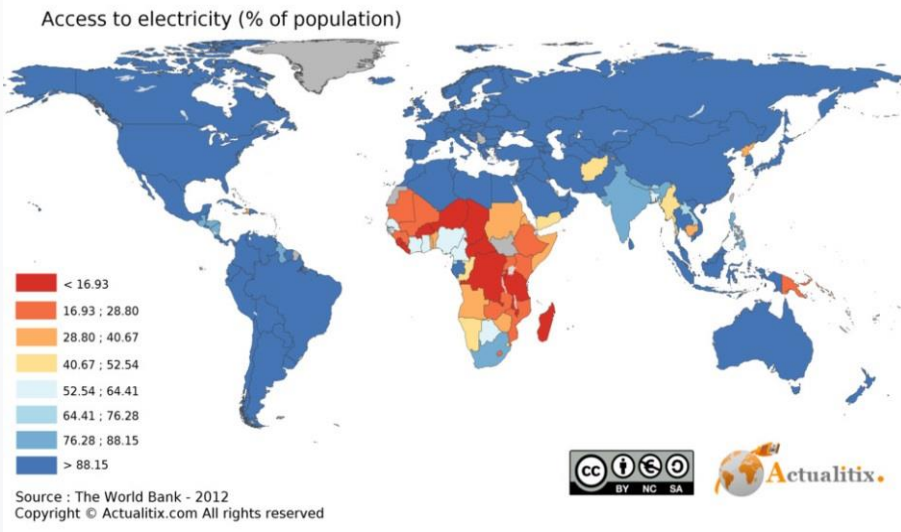 Access to electricity (% of population)
< 16.93
16.93 ; 28.80
28.80 ; 40.67
40.67 ; 52.54
52.54 ; 64.41
64.41 ; 76.28
76.28 ; 88.15
> 88.15
Source : The World Bank - 2012
Copyright © Actualitix.com All rights reserved
cc
BY NC SA
Actualitix.